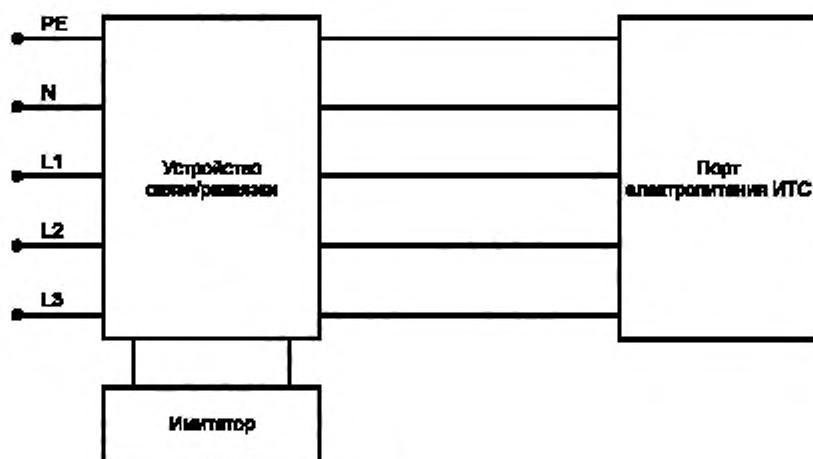 PE
N
L1
L2
L3
Устройство
связи/развязки
Порт
электропитания ИТС
Имитатор